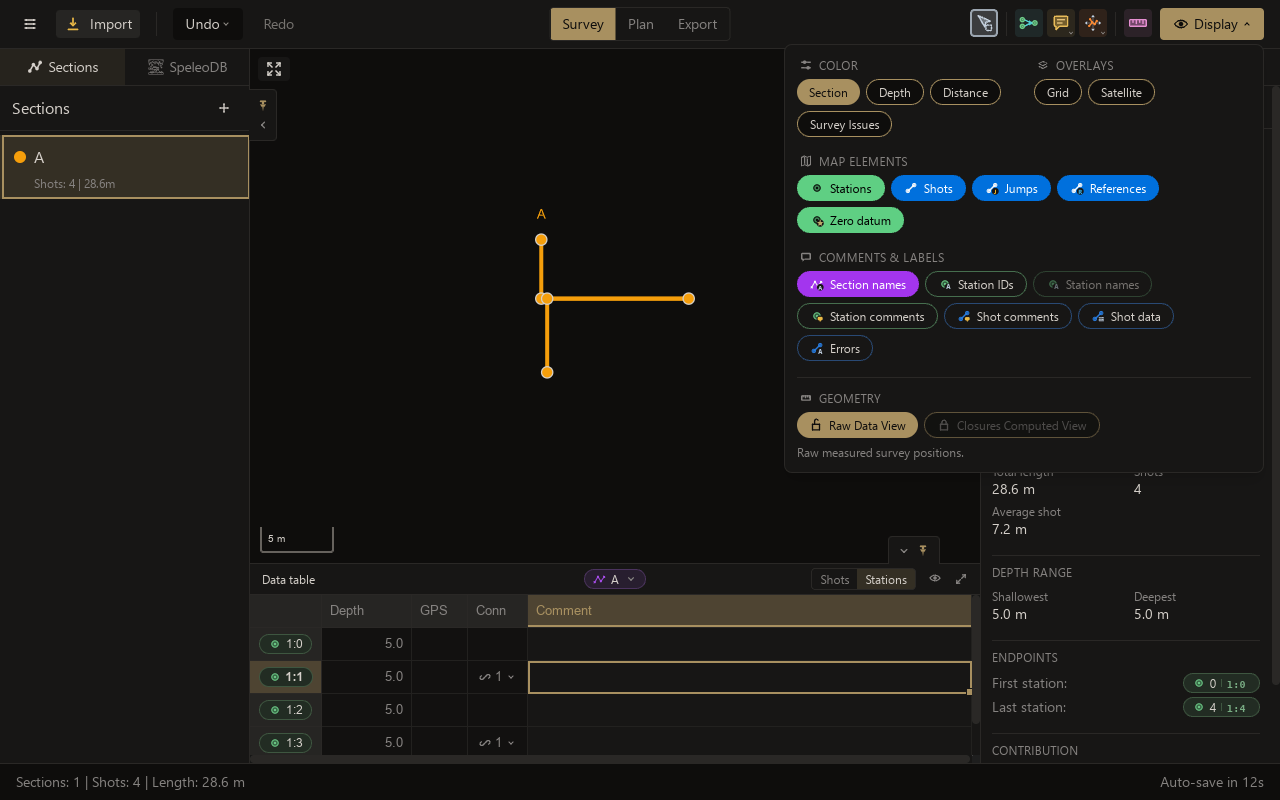 Import
Undo
Redo
Survey
Plan
Export
Display
Sections
SpeleoDB
Sections
A
Shots: 4 | 28.6m
A
5 m
COLOR
Section
Depth
Distance
Survey Issues
OVERLAYS
Grid
Satellite
MAP ELEMENTS
Stations
Shots
Jumps
References
Zero datum
COMMENTS & LABELS
Section names
Station IDs
Station names
Station comments
Shot comments
Shot data
Errors
GEOMETRY
Raw Data View
Closures Computed View
Raw measured survey positions.
Total length
Shots
28.6 m
4
Average shot
7.2 m
DEPTH RANGE
Shallowest
Deepest
5.0 m
5.0 m
ENDPOINTS
First station:
0 | 1:0
Last station:
4 | 1:4
CONTRIBUTION
Data table
A
Shots
Stations
Depth
GPS
Conn
Comment
1:0
5.0
1:1
5.0
1
1:2
5.0
1:3
5.0
1
Sections: 1 | Shots: 4 | Length: 28.6 m
Auto-save in 12s